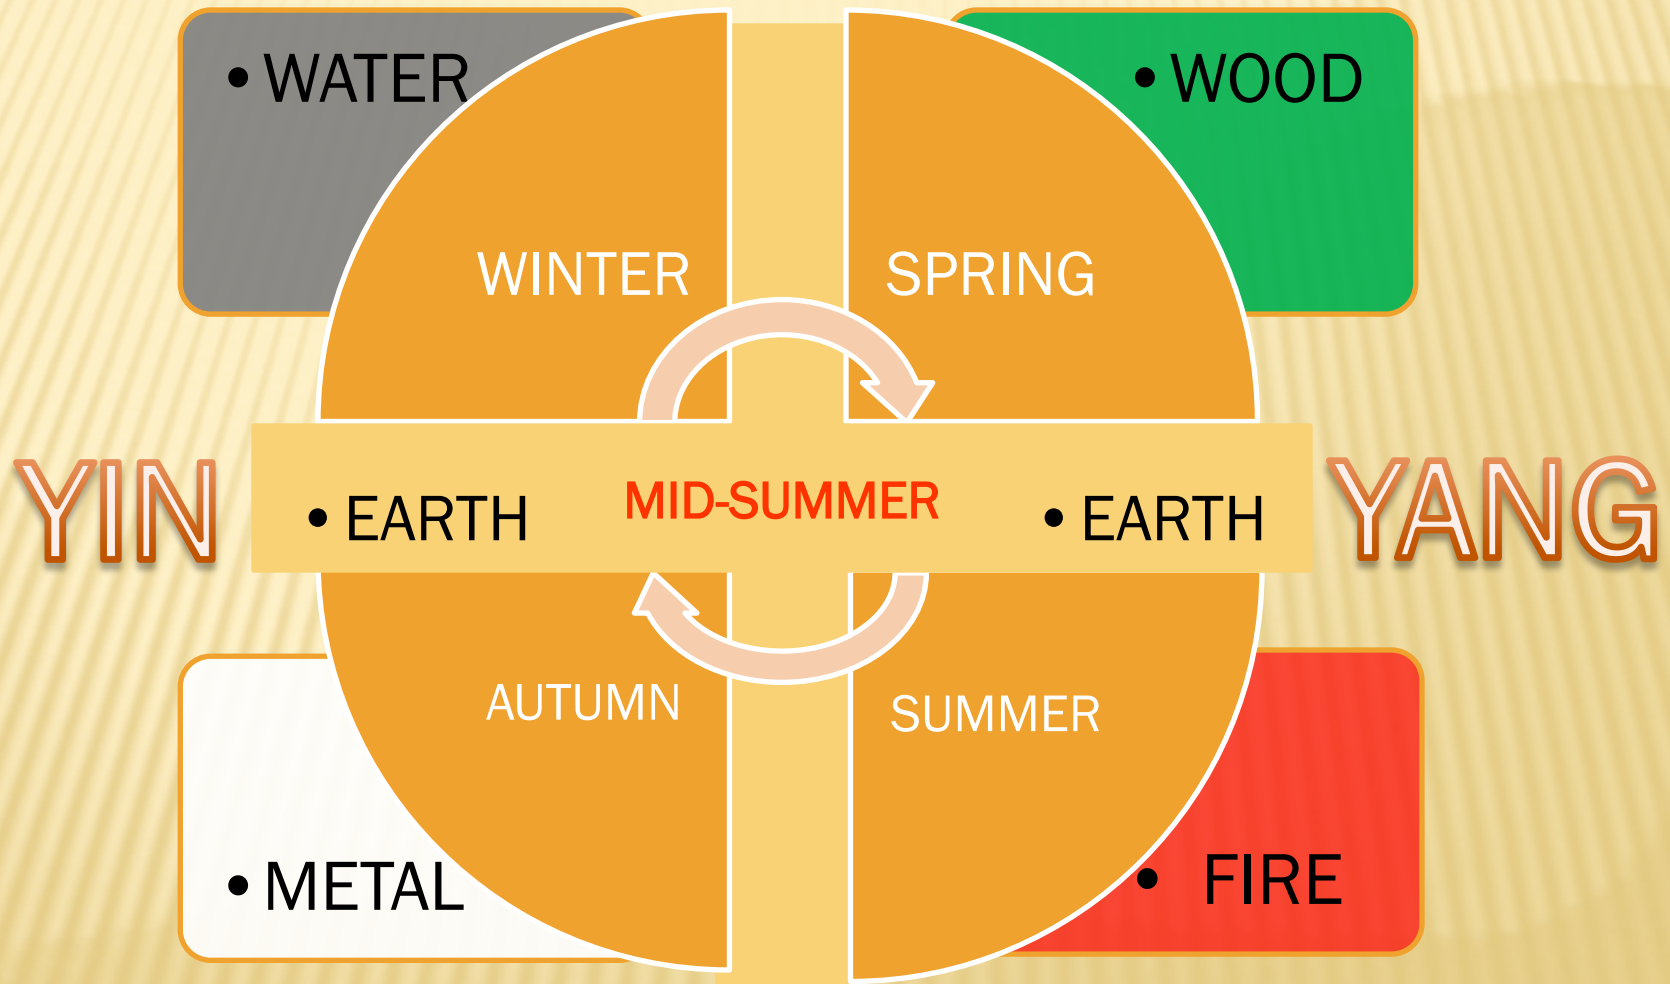 • WATER
• WOOD
WINTER
SPRING
YIN
• EARTH
MID-SUMMER
• EARTH
YANG
AUTUMN
SUMMER
• METAL
• FIRE